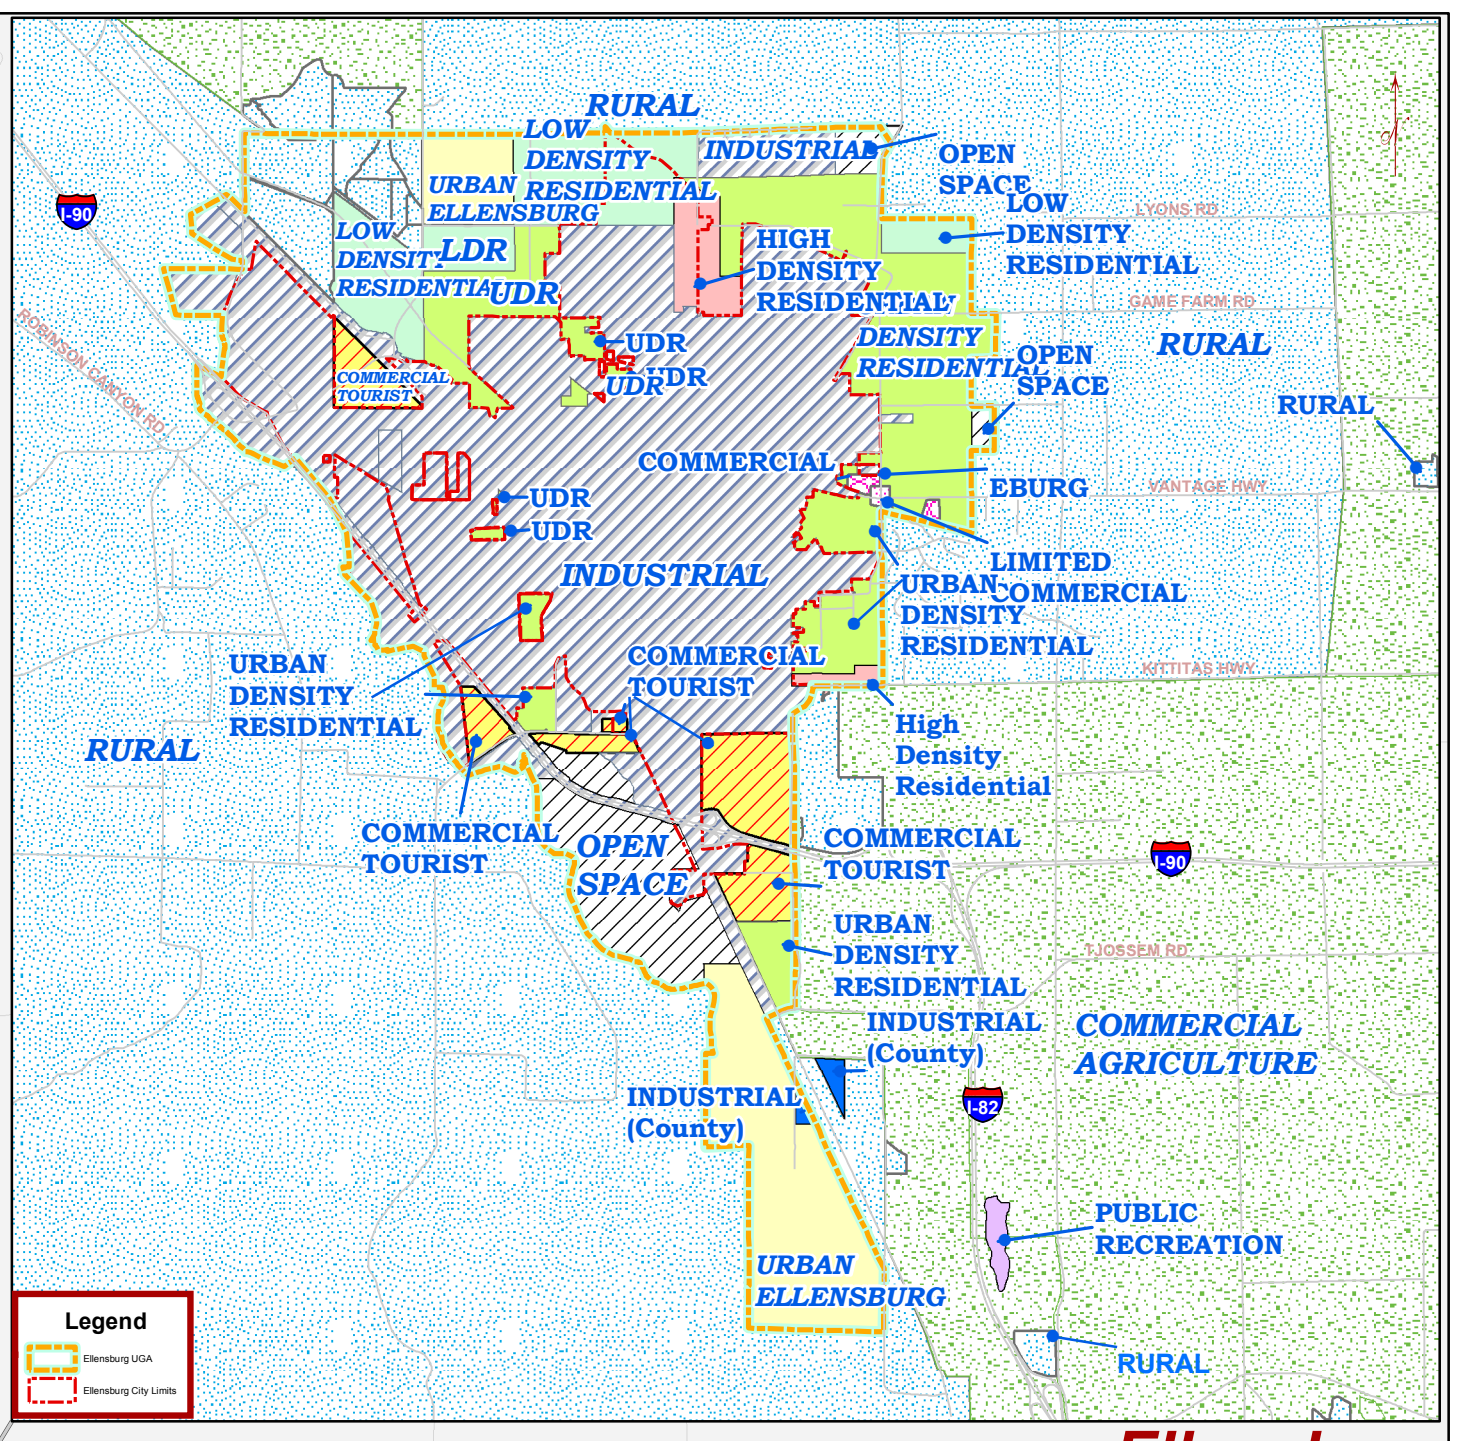 RURAL
LOW
DENSITY
RESIDENTIAL
INDUSTRIAL
OPEN
SPACE
URBAN
ELLENSBURG
I-90
LOW
DENSITY
RESIDENTIAL
LYONS RD
LOW
DENSITY
RESIDENTIAL
LDR
UDR
HIGH
DENSITY
RESIDENTIAL
GAME FARM RD
DENSITY
RESIDENTIAL
RURAL
ROBINSON CANYON RD
UDR
UDR
UDR
OPEN
SPACE
COMMERCIAL
TOURIST
RURAL
COMMERCIAL
EBURG
VANTAGE HWY
UDR
UDR
LIMITED
COMMERCIAL
INDUSTRIAL
URBAN
DENSITY
RESIDENTIAL
URBAN
DENSITY
RESIDENTIAL
COMMERCIAL
TOURIST
KITTITAS HWY
RURAL
High
Density
Residential
COMMERCIAL
TOURIST
OPEN
SPACE
COMMERCIAL
TOURIST
I-90
URBAN
DENSITY
RESIDENTIAL
TJOSSEM RD
INDUSTRIAL
(County)
COMMERCIAL
AGRICULTURE
INDUSTRIAL
(County)
I-82
PUBLIC
RECREATION
URBAN
ELLENSBURG
RURAL
Legend
Ellensburg UGA
Ellensburg City Limits